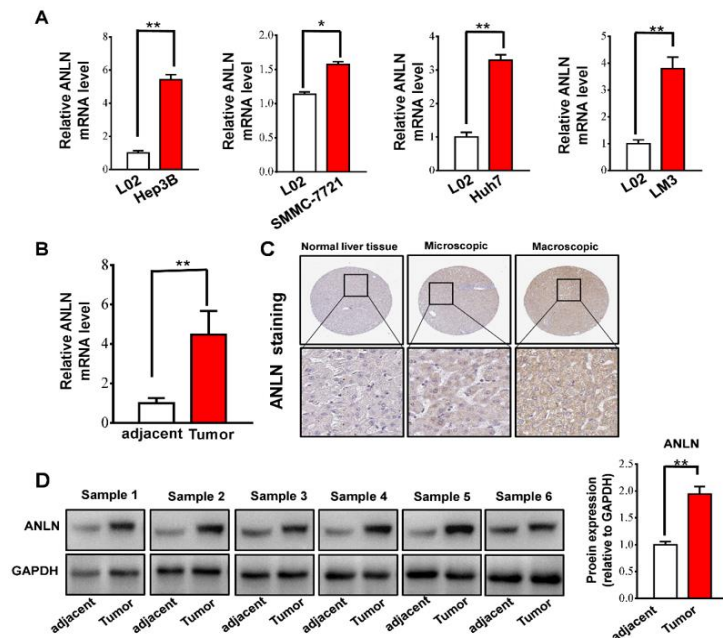 A
Relative ANLN
mRNA level
8
6
4
2
0
**
L02
Hep3B
Relative ANLN
mRNA level
2.0
1.5
1.0
0.5
0.0
*
L02
SMMC-7721
Relative ANLN
mRNA level
4
3
2
1
0
**
L02
Huh7
Relative ANLN
mRNA level
5
4
3
2
1
0
**
L02
LM3
B
Relative ANLN
mRNA level
8
6
4
2
0
**
adjacent
Tumor
C
Normal liver tissue
Microscopic
Macroscopic
ANLN staining
D
Sample 1
Sample 2
Sample 3
Sample 4
Sample 5
Sample 6
ANLN
GAPDH
adjacent
Tumor
adjacent
Tumor
adjacent
Tumor
adjacent
Tumor
adjacent
Tumor
adjacent
Tumor
ANLN
Proein expression
(relative to GAPDH)
2.5
2.0
1.5
1.0
0.5
0.0
**
adjacent
Tumor